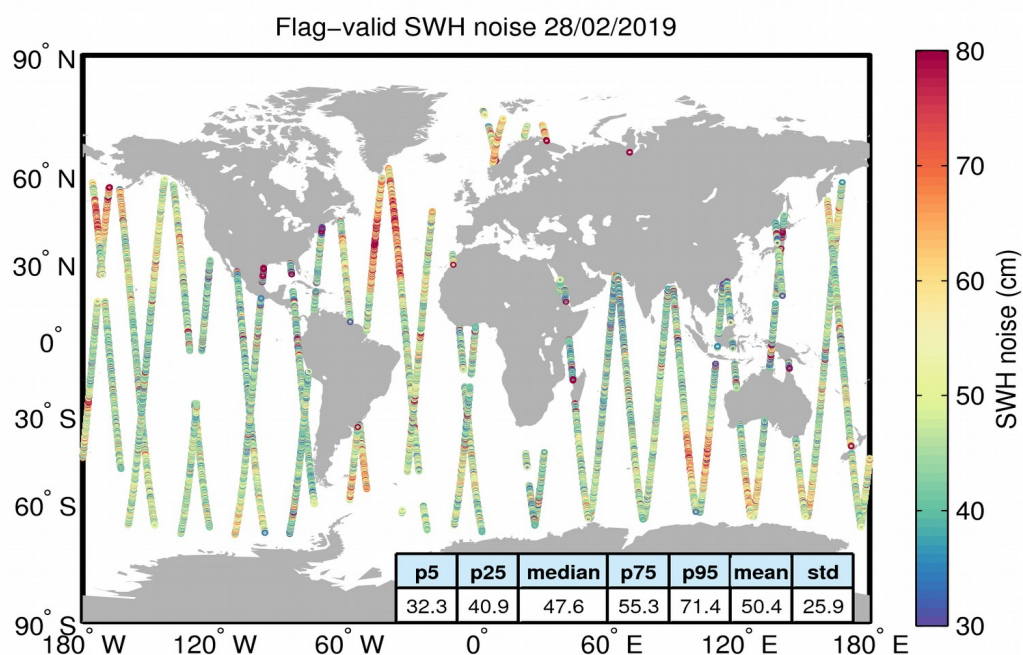 Flag−valid SWH noise 28/02/2019
90° N
60° N
30° N
0°
30° S
60° S
90° S
180° W
120° W
60° W
0°
60° E
120° E
180° E
80
70
60
50
40
30
SWH noise (cm)
p5 p25 median p75 p95 mean std
32.3 40.9 47.6 55.3 71.4 50.4 25.9